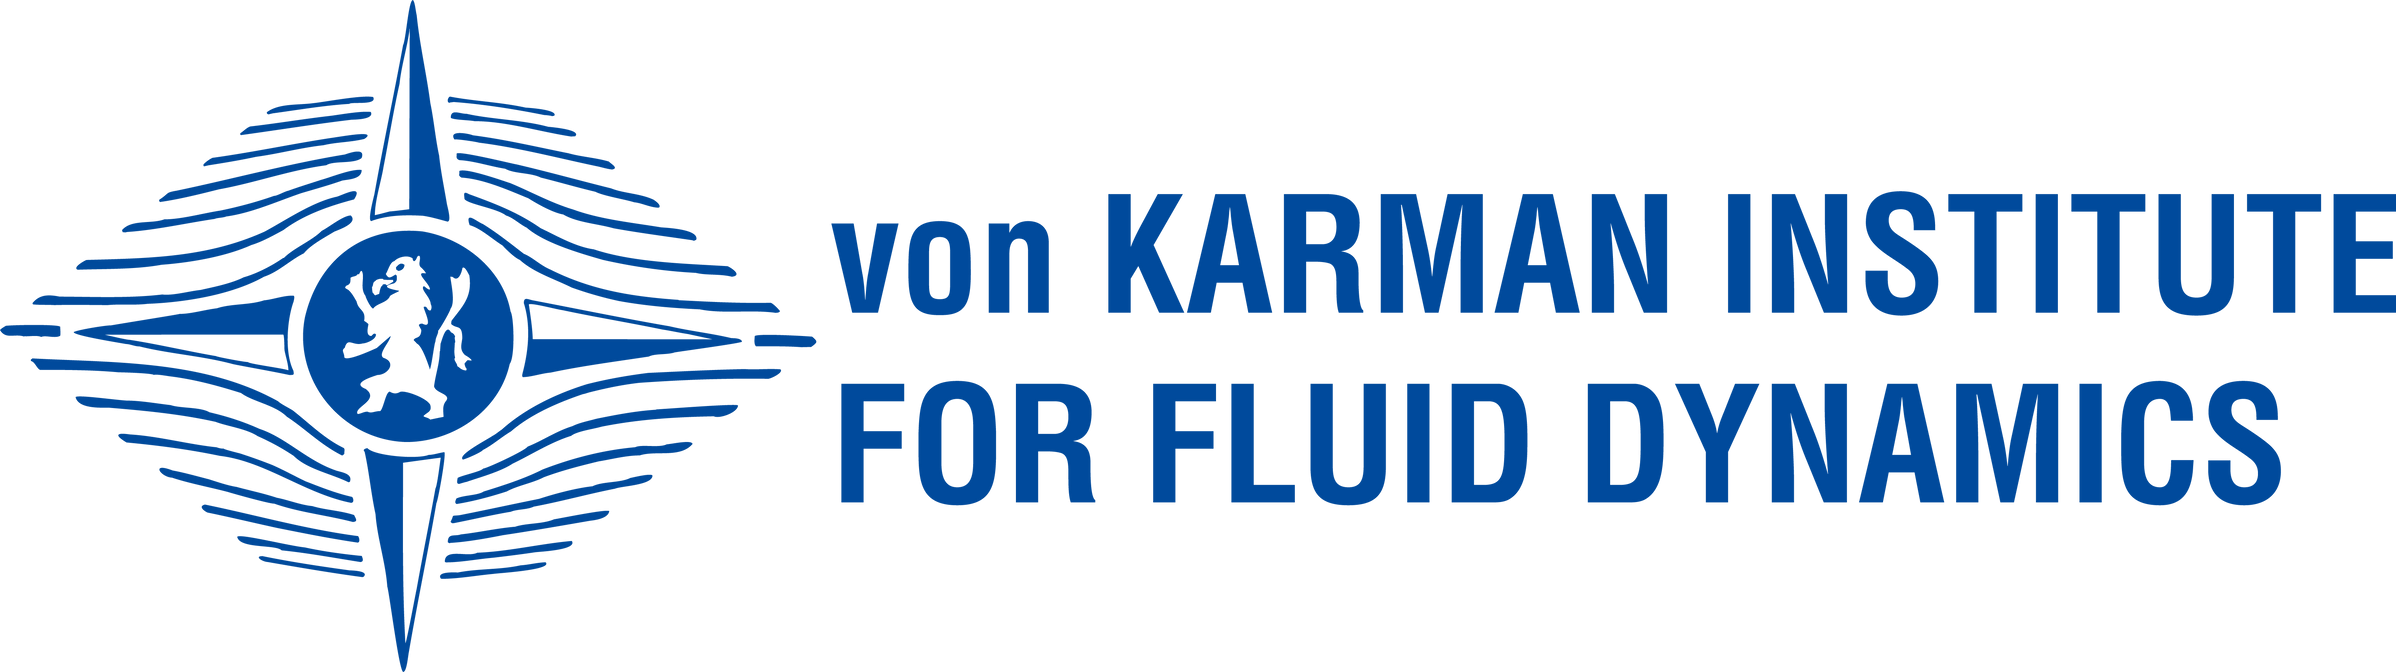 von KARMAN INSTITUTE
FOR FLUID DYNAMICS